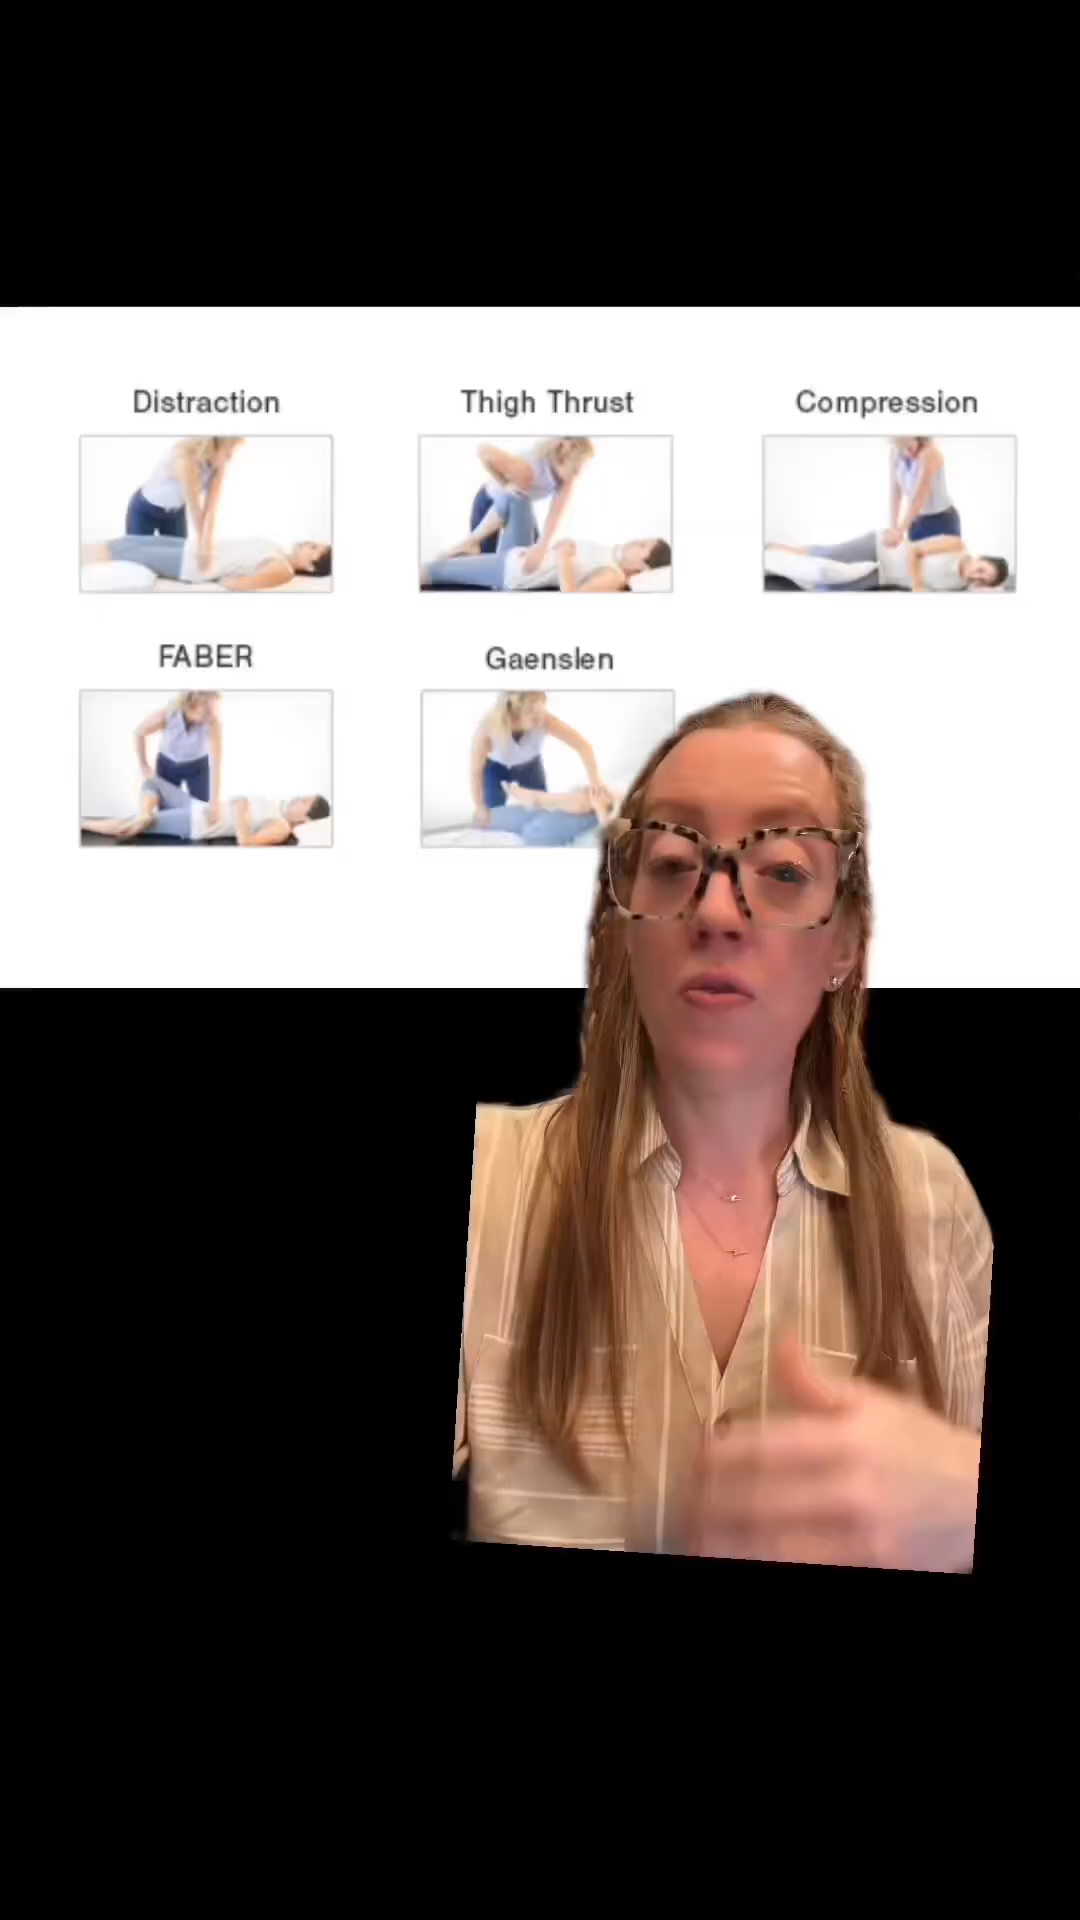 Distraction
Thigh Thrust
Compression
FABER
Gaenslen